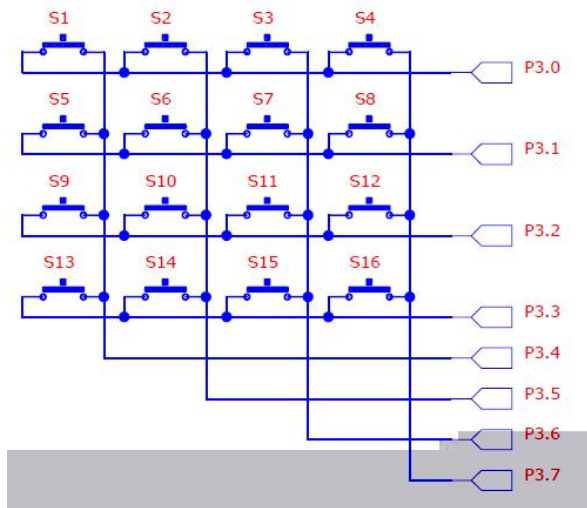 S1 S2 S3 S4
P3.0
S5 S6 S7 S8
P3.1
S9 S10 S11 S12
P3.2
S13 S14 S15 S16
P3.3
P3.4
P3.5
P3.6
P3.7